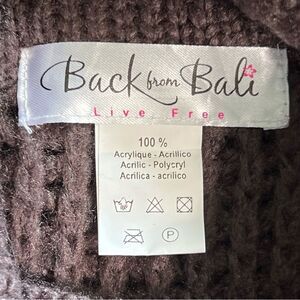 Back from Bali
Live Free
100 %
Acrylique - Acrilico
Acrilic - Polycryl
Acrilica - acrilico
P